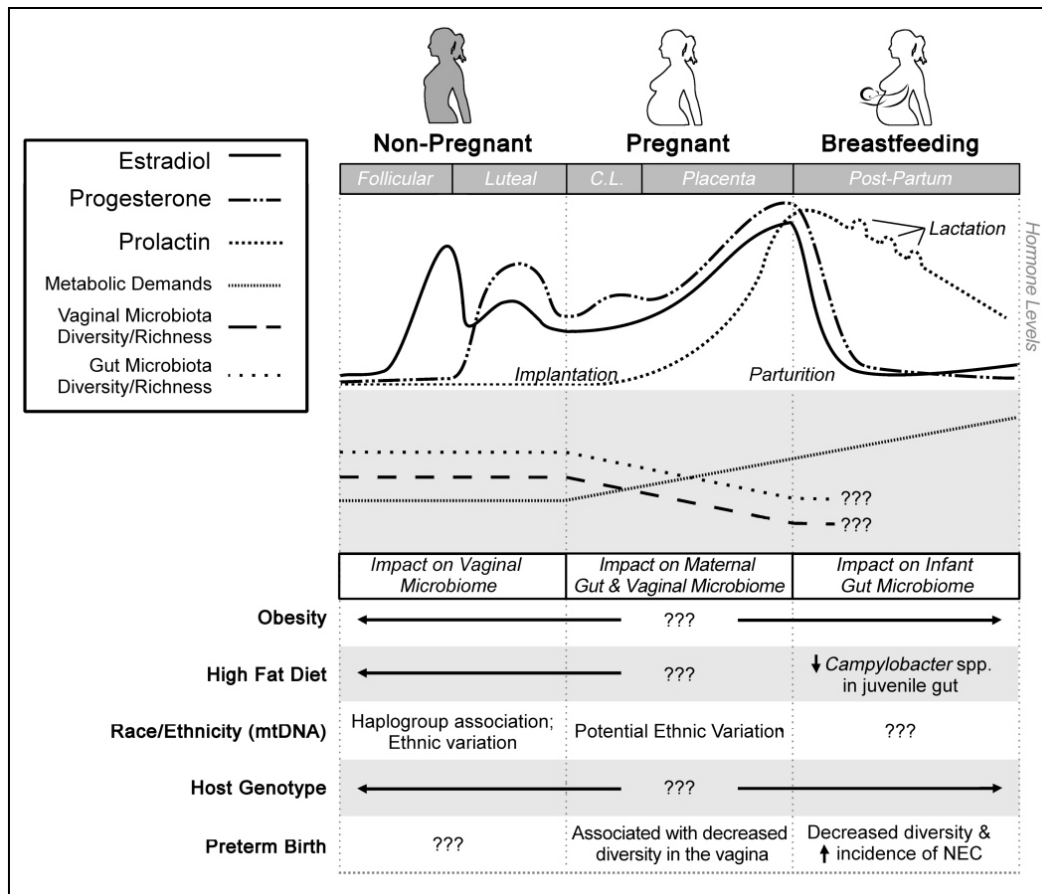 Non-Pregnant
Pregnant
Breastfeeding
Follicular
Luteal
C.L.
Placenta
Post-Partum
Estradiol
Progesterone
Prolactin
Metabolic Demands
Vaginal Microbiota
Diversity/Richness
Gut Microbiota
Diversity/Richness
Lactation
Hormone Levels
Implantation
Parturition
???
???
Impact on Vaginal
Microbiome
Impact on Maternal
Gut & Vaginal Microbiome
Impact on Infant
Gut Microbiome
Obesity
???
High Fat Diet
???
↓ Campylobacter spp.
in juvenile gut
Race/Ethnicity (mtDNA)
Haplogroup association;
Ethnic variation
Potential Ethnic Variation
???
Host Genotype
???
Preterm Birth
???
Associated with decreased
diversity in the vagina
Decreased diversity &
↑ incidence of NEC